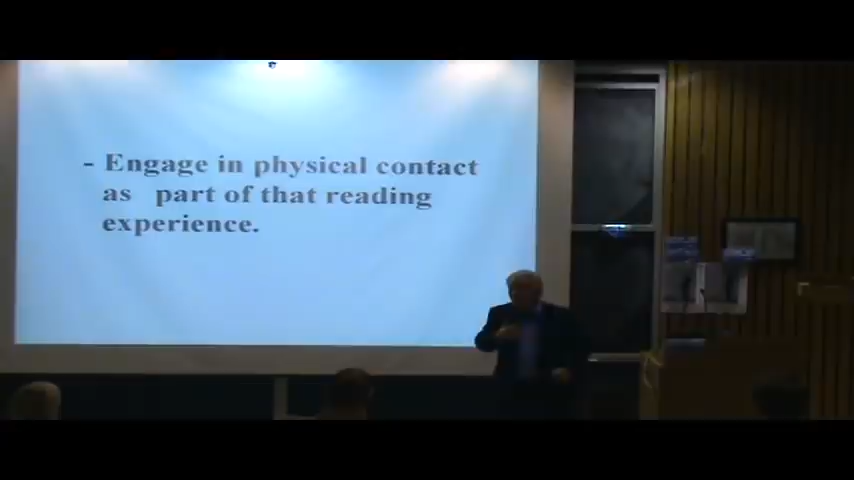 - Engage in physical contact
as part of that reading
experience.